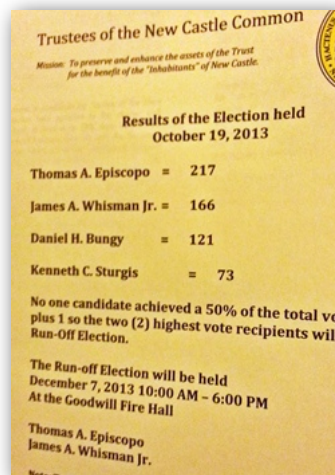 Trustees of the New Castle Common
Mission: To preserve and enhance the assets of the Trust
for the benefit of the "Inhabitants" of New Castle.
Results of the Election held
October 19, 2013
Thomas A. Episcopo = 217
James A. Whisman Jr. = 166
Daniel H. Bungy = 121
Kenneth C. Sturgis = 73
No one candidate achieved a 50% of the total vo
plus 1 so the two (2) highest vote recipients wil
Run-Off Election.
The Run-off Election will be held
December 7, 2013 10:00 AM – 6:00 PM
At the Goodwill Fire Hall
Thomas A. Episcopo
James A. Whisman Jr.